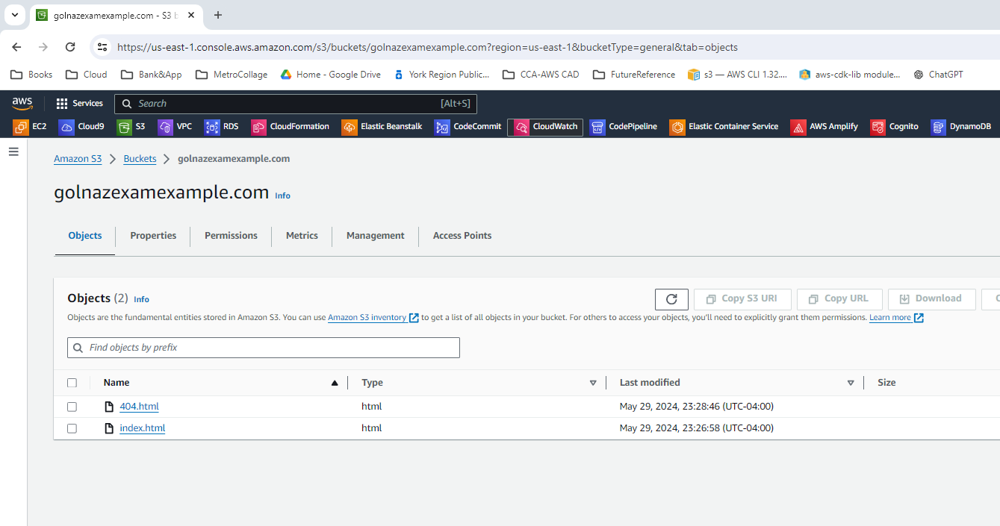 golnazexamexample.com - S3 b
https://us-east-1.console.aws.amazon.com/s3/buckets/golnazexamexample.com?region=us-east-1&bucketType=general&tab=objects
Books Cloud Bank&App MetroCollage Home - Google Drive York Region Public... CCA-AWS CAD FutureReference s3 — AWS CLI 1.32.... aws-cdk-lib module... ChatGPT
aws Services Search [Alt+S]
EC2 Cloud9 S3 VPC RDS CloudFormation Elastic Beanstalk CodeCommit CloudWatch CodePipeline Elastic Container Service AWS Amplify Cognito DynamoDB
Amazon S3 Buckets golnazexamexample.com
golnazexamexample.com Info
Objects Properties Permissions Metrics Management Access Points
Objects (2) Info Copy S3 URI Copy URL Download
Objects are the fundamental entities stored in Amazon S3. You can use Amazon S3 inventory to get a list of all objects in your bucket. For others to access your objects, you'll need to explicitly grant them permissions. Learn more
Find objects by prefix
Name Type Last modified Size
404.html html May 29, 2024, 23:28:46 (UTC-04:00)
index.html html May 29, 2024, 23:26:58 (UTC-04:00)